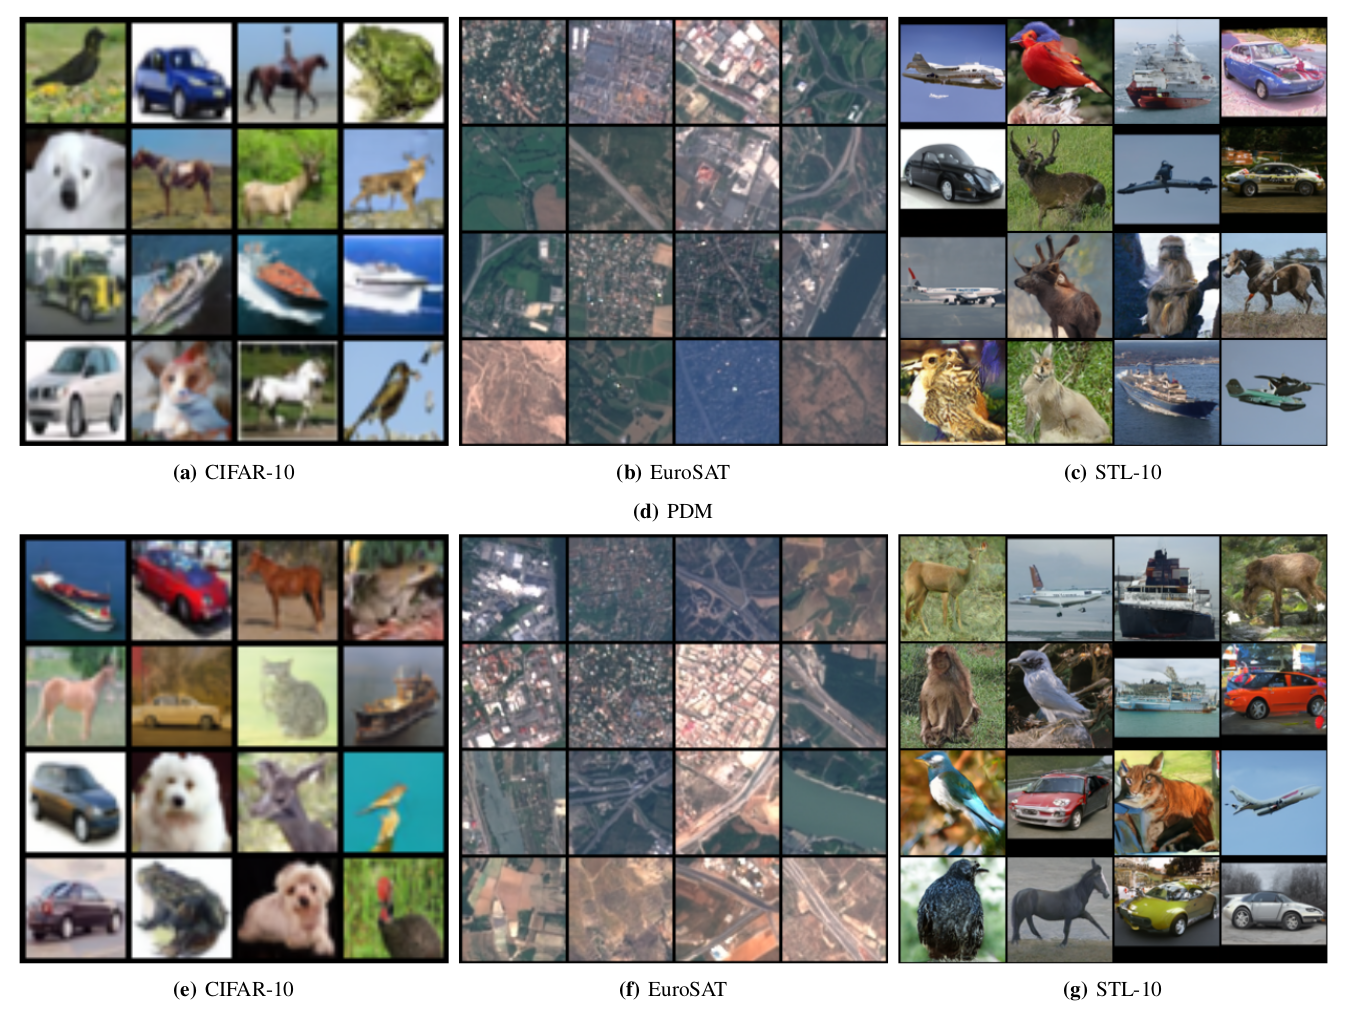 (a) CIFAR-10
(b) EuroSAT
(c) STL-10
(d) PDM
(e) CIFAR-10
(f) EuroSAT
(g) STL-10